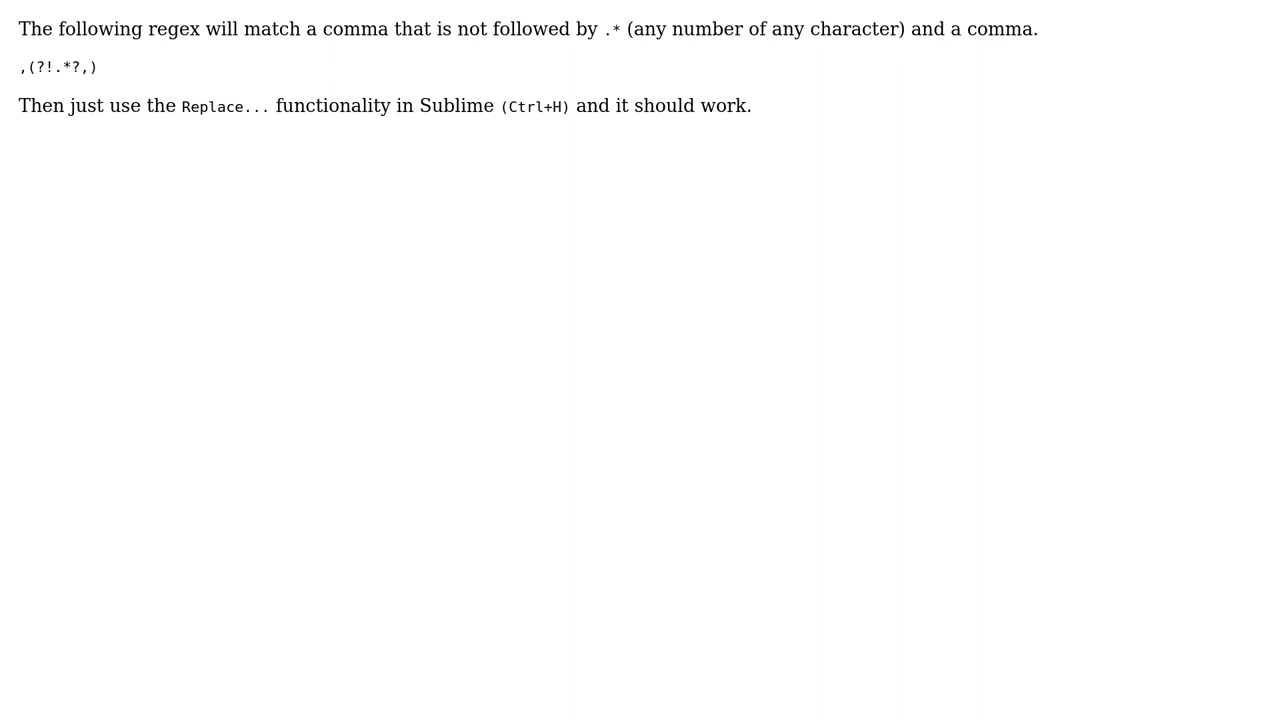 The following regex will match a comma that is not followed by .* (any number of any character) and a comma.
,(?!.*?,)
Then just use the Replace... functionality in Sublime (Ctrl+H) and it should work.